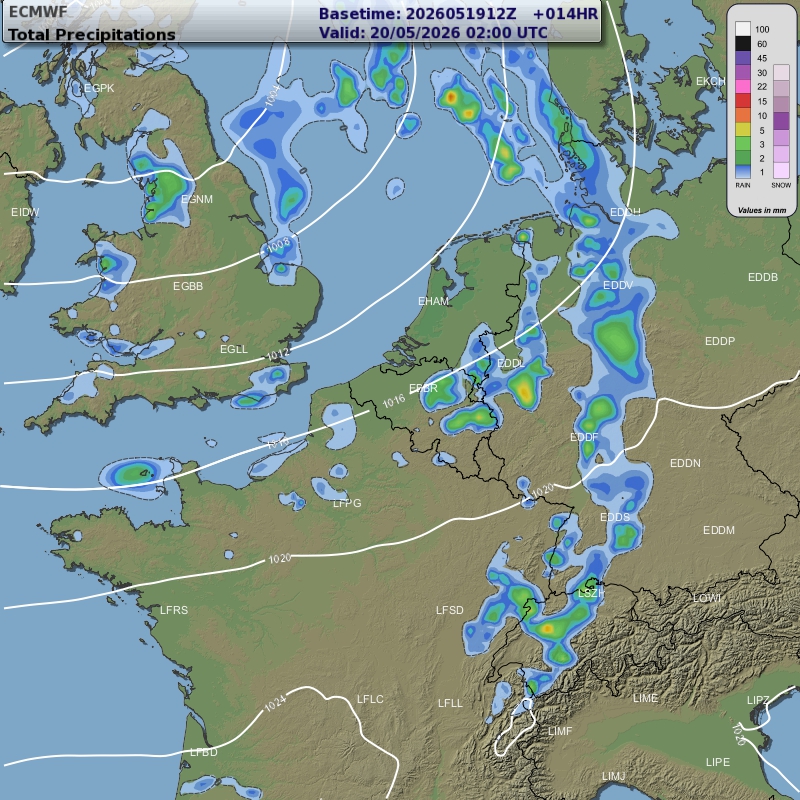 ECMWF
Basetime: 2026051912Z +014HR
Total Precipitations
Valid: 20/05/2026 02:00 UTC
100
60
45
30
22
15
10
5
3
2
1
RAIN SNOW
Values in mm
EGPK
EKCH
1004
EIDW
EGNM
EDDH
1008
EGBB
EDDV
EDDB
EHAM
EGLL
1012
EDDP
EDDL
EBBR
1016
EDDF
EDDN
1020
LFPG
EDDS
EDDM
1020
LFRS
LFSD
LSZH
LOWI
1024
LFLC
LFLL
LIME
LIPZ
LIMF
1020
LFBD
LIPE
LIMJ